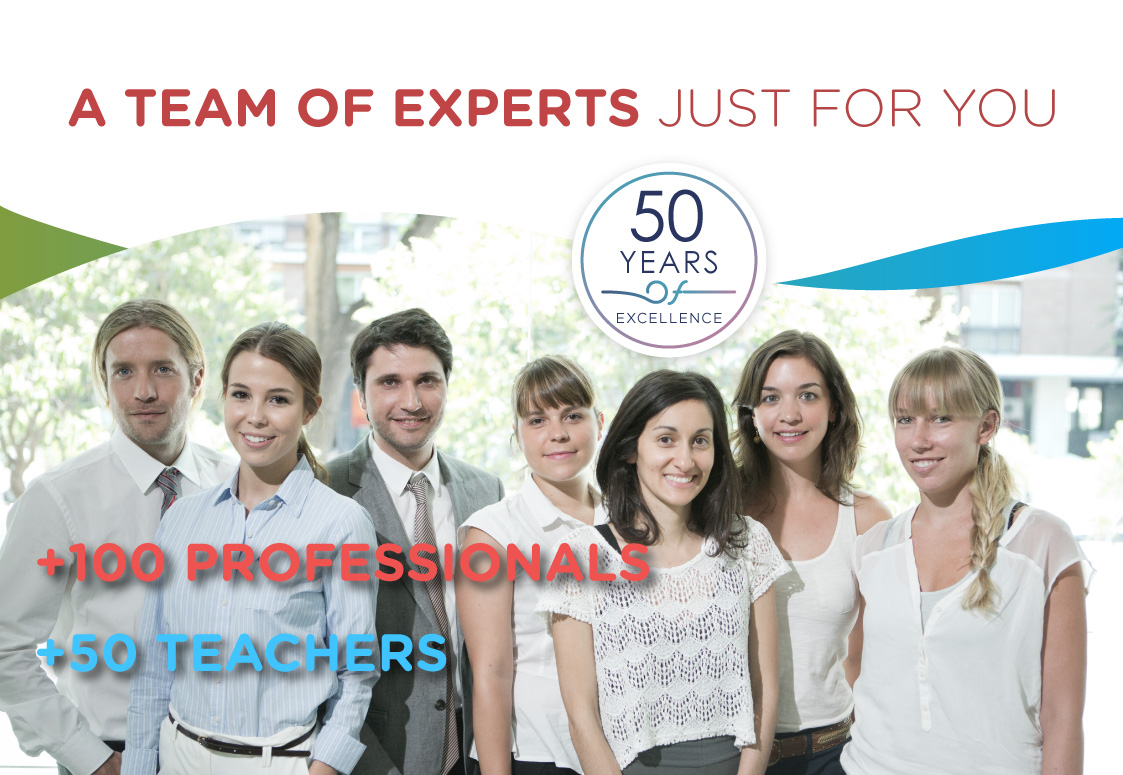 A TEAM OF EXPERTS JUST FOR YOU
50
YEARS
of
EXCELLENCE
+100 PROFESSIONALS
+50 TEACHERS